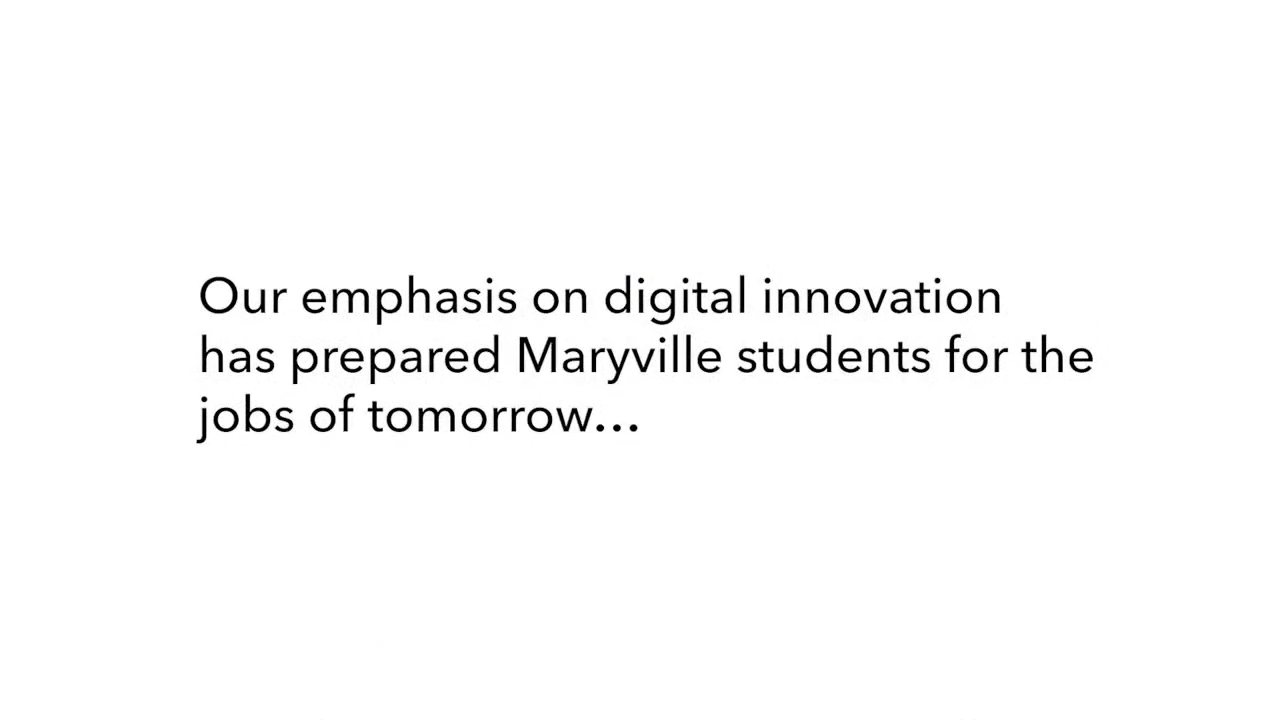 Our emphasis on digital innovation
has prepared Maryville students for the
jobs of tomorrow…